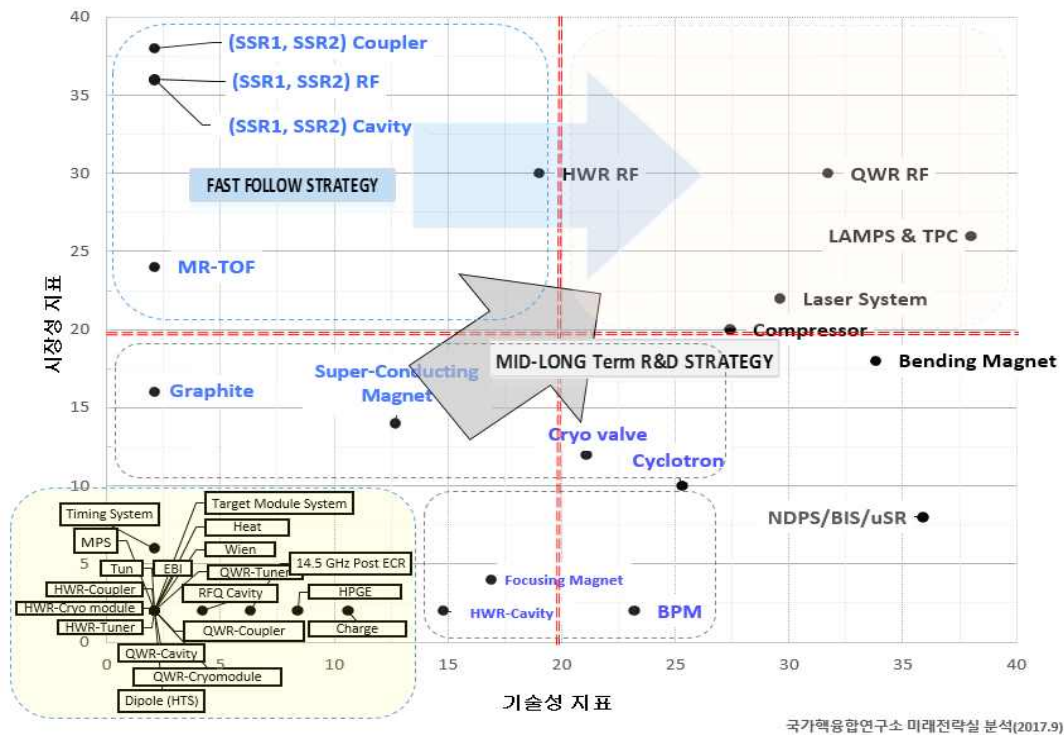 40
(SSR1, SSR2) Coupler
35
(SSR1, SSR2) RF
(SSR1, SSR2) Cavity
30
FAST FOLLOW STRATEGY
HWR RF
QWR RF
25
MR-TOF
LAMPS & TPC
Laser System
20
Compressor
시장성 지표
MID-LONG Term R&D STRATEGY
Bending Magnet
15
Graphite
Super-Conducting
Magnet
Cryo valve
10
Cyclotron
NDPS/BIS/uSR
Timing System
Target Module System
MPS
Heat
Wien
14.5 GHz Post ECR
5
Tun
EBI
QWR-Tuner
Focusing Magnet
HWR-Coupler
RFQ Cavity
HPGE
HWR-Cryo module
HWR-Cavity
BPM
HWR-Tuner
QWR-Coupler
Charge
0
0
5
10
15
20
25
30
35
40
QWR-Cavity
QWR-Cryomodule
Dipole (HTS)
기술성 지표
국가핵융합연구소 미래전략실 분석(2017.9)